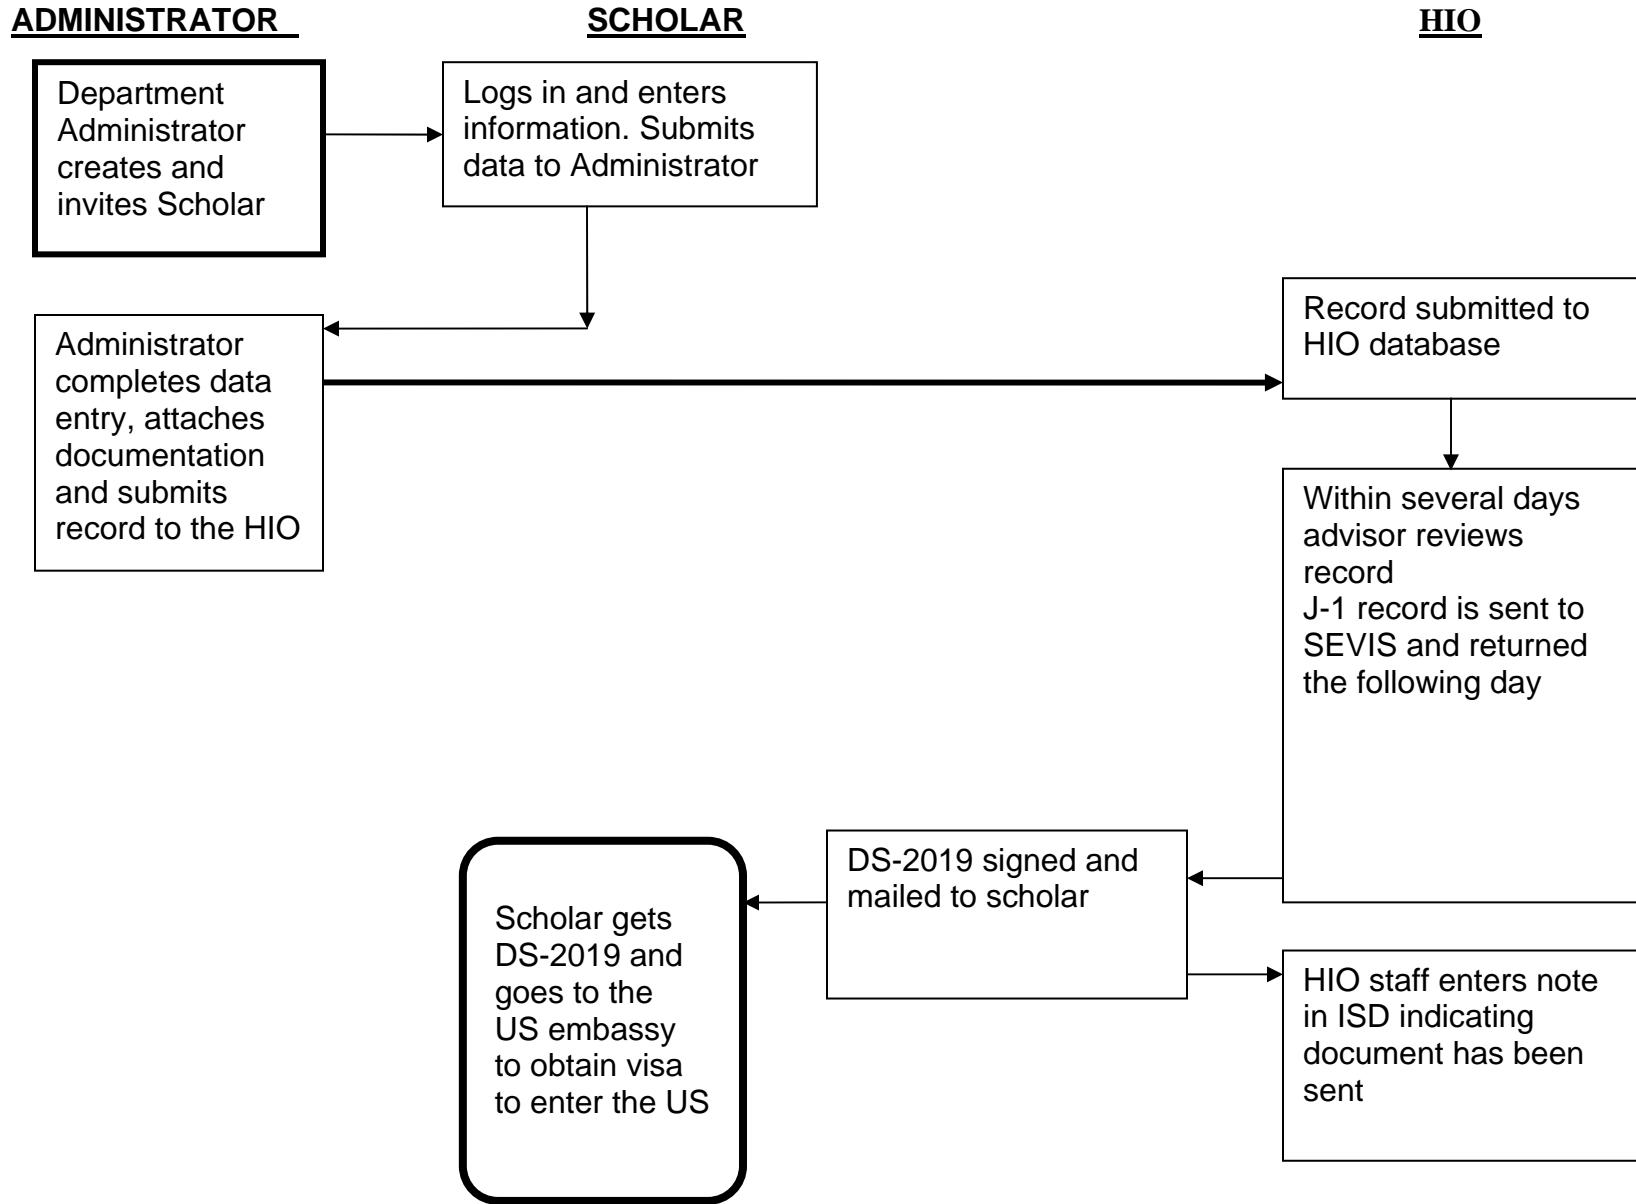 ADMINISTRATOR
SCHOLAR
HIO
Department
Administrator
creates and
invites Scholar
Logs in and enters
information. Submits
data to Administrator
Administrator
completes data
entry, attaches
documentation
and submits
record to the HIO
Record submitted to
HIO database
Within several days
advisor reviews
record
J-1 record is sent to
SEVIS and returned
the following day
DS-2019 signed and
mailed to scholar
Scholar gets
DS-2019 and
goes to the
US embassy
to obtain visa
to enter the US
HIO staff enters note
in ISD indicating
document has been
sent